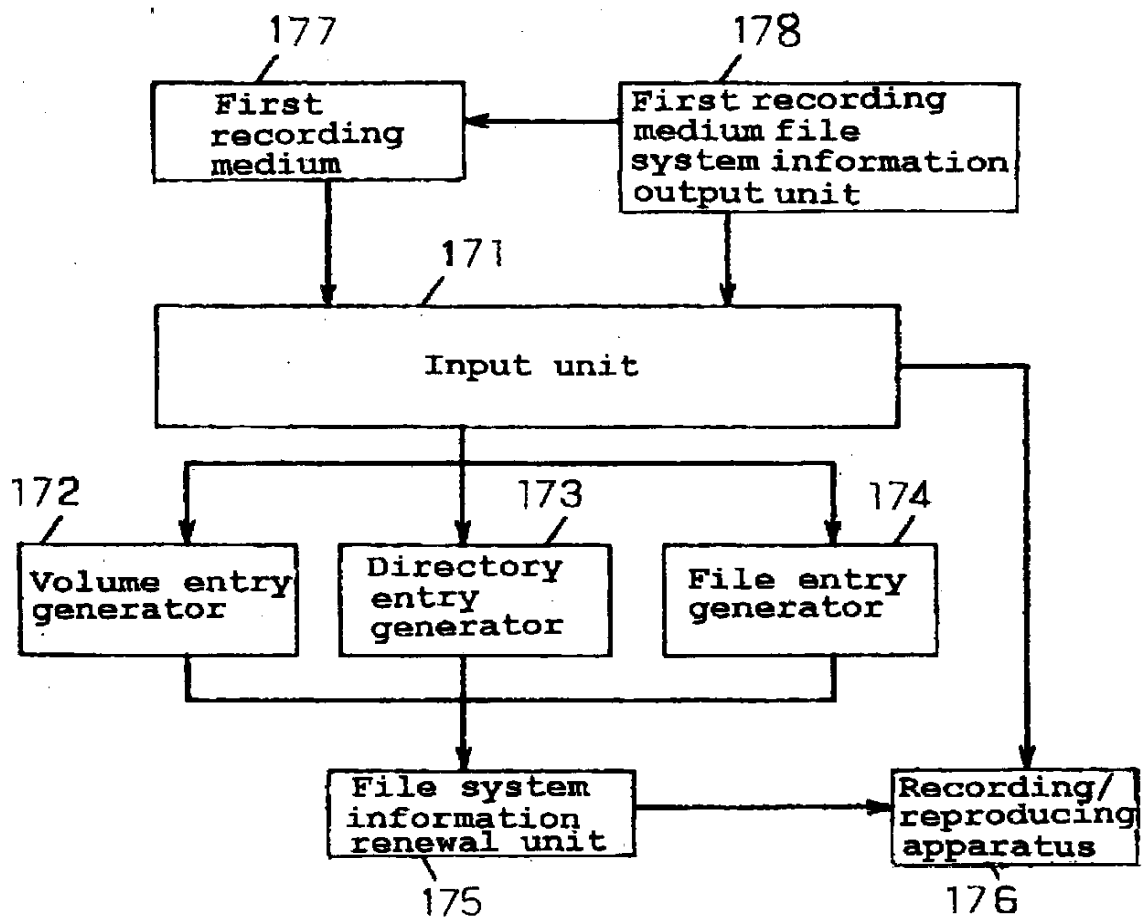 177
178
First
recording
medium
First recording
medium file
system information
output unit
171
Input unit
172
173
174
Volume entry
generator
Directory
entry
generator
File entry
generator
File system
information
renewal unit
Recording/
reproducing
apparatus
175
176